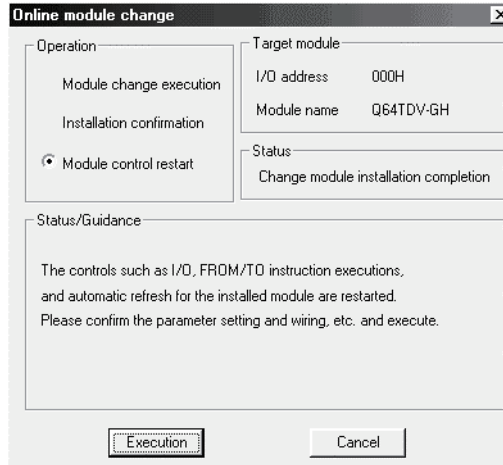 Online module change
Operation
Module change execution
Installation confirmation
Module control restart
Target module
I/O address 000H
Module name Q64TDV-GH
Status
Change module installation completion
Status/Guidance
The controls such as I/O, FROM/TO instruction executions,
and automatic refresh for the installed module are restarted.
Please confirm the parameter setting and wiring, etc. and execute.
Execution
Cancel